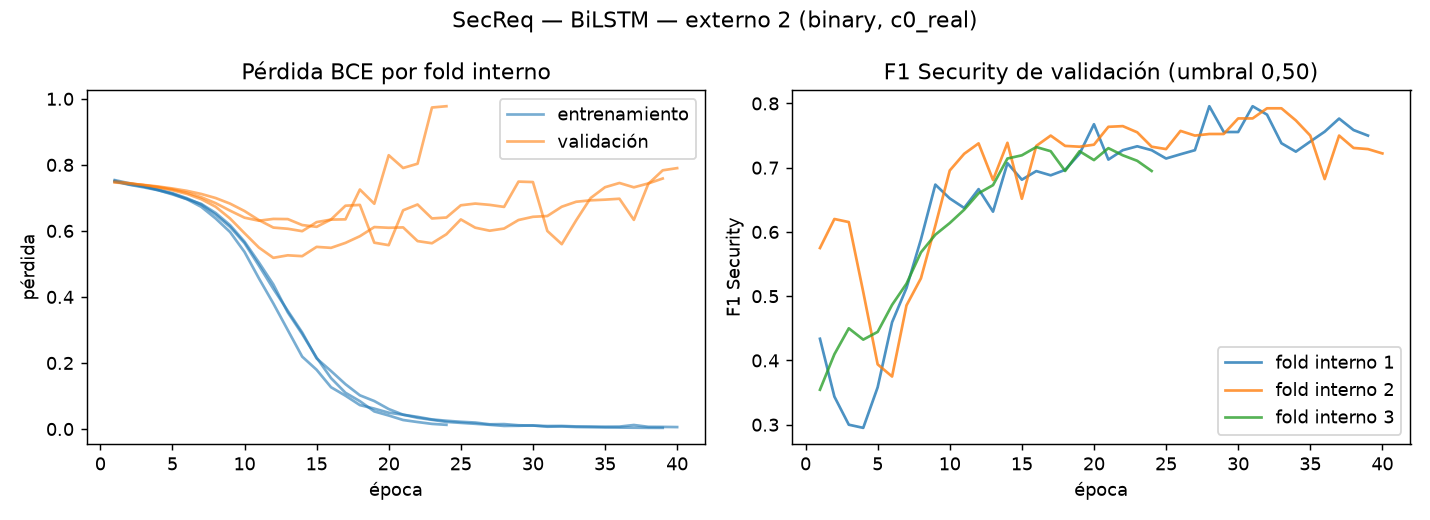 SecReq — BiLSTM — externo 2 (binary, c0_real)
Pérdida BCE por fold interno
pérdida
1.0
0.8
0.6
0.4
0.2
0.0
entrenamiento
validación
0 5 10 15 20 25 30 35 40
época
F1 Security de validación (umbral 0,50)
F1 Security
0.8
0.7
0.6
0.5
0.4
0.3
fold interno 1
fold interno 2
fold interno 3
0 5 10 15 20 25 30 35 40
época